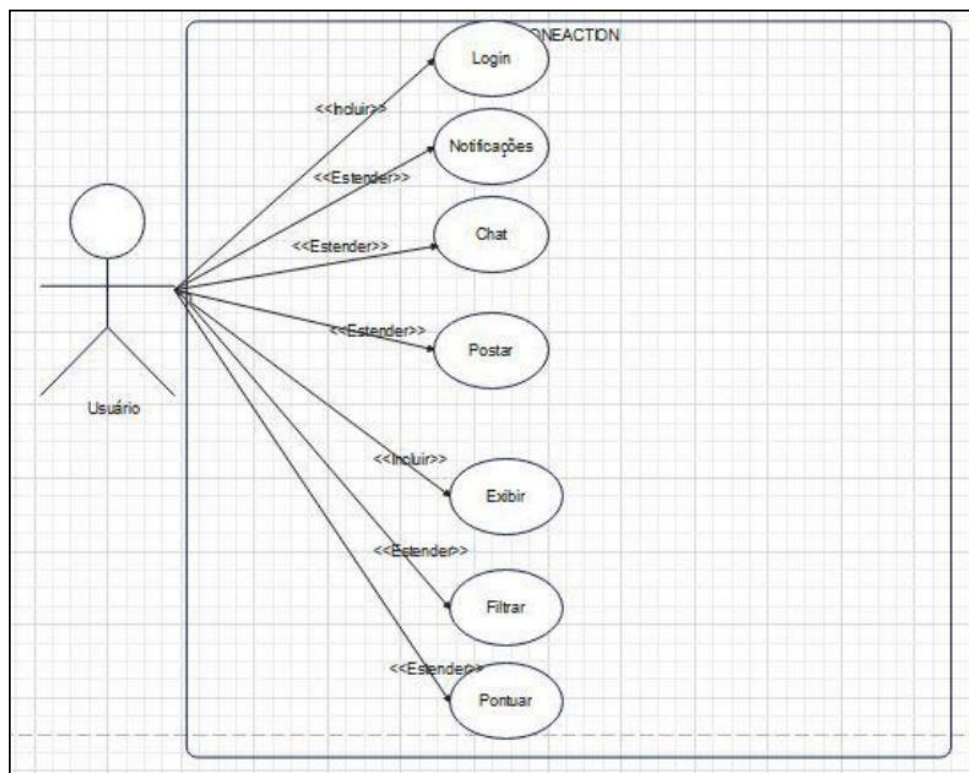 ONEACTION
Login
<<Incluir>>
Notificações
<<Estender>>
Chat
<<Estender>>
<<Estender>>
Postar
Usuário
<<Incluir>>
Exibir
<<Estender>>
Filtrar
<<Estender>>
Pontuar